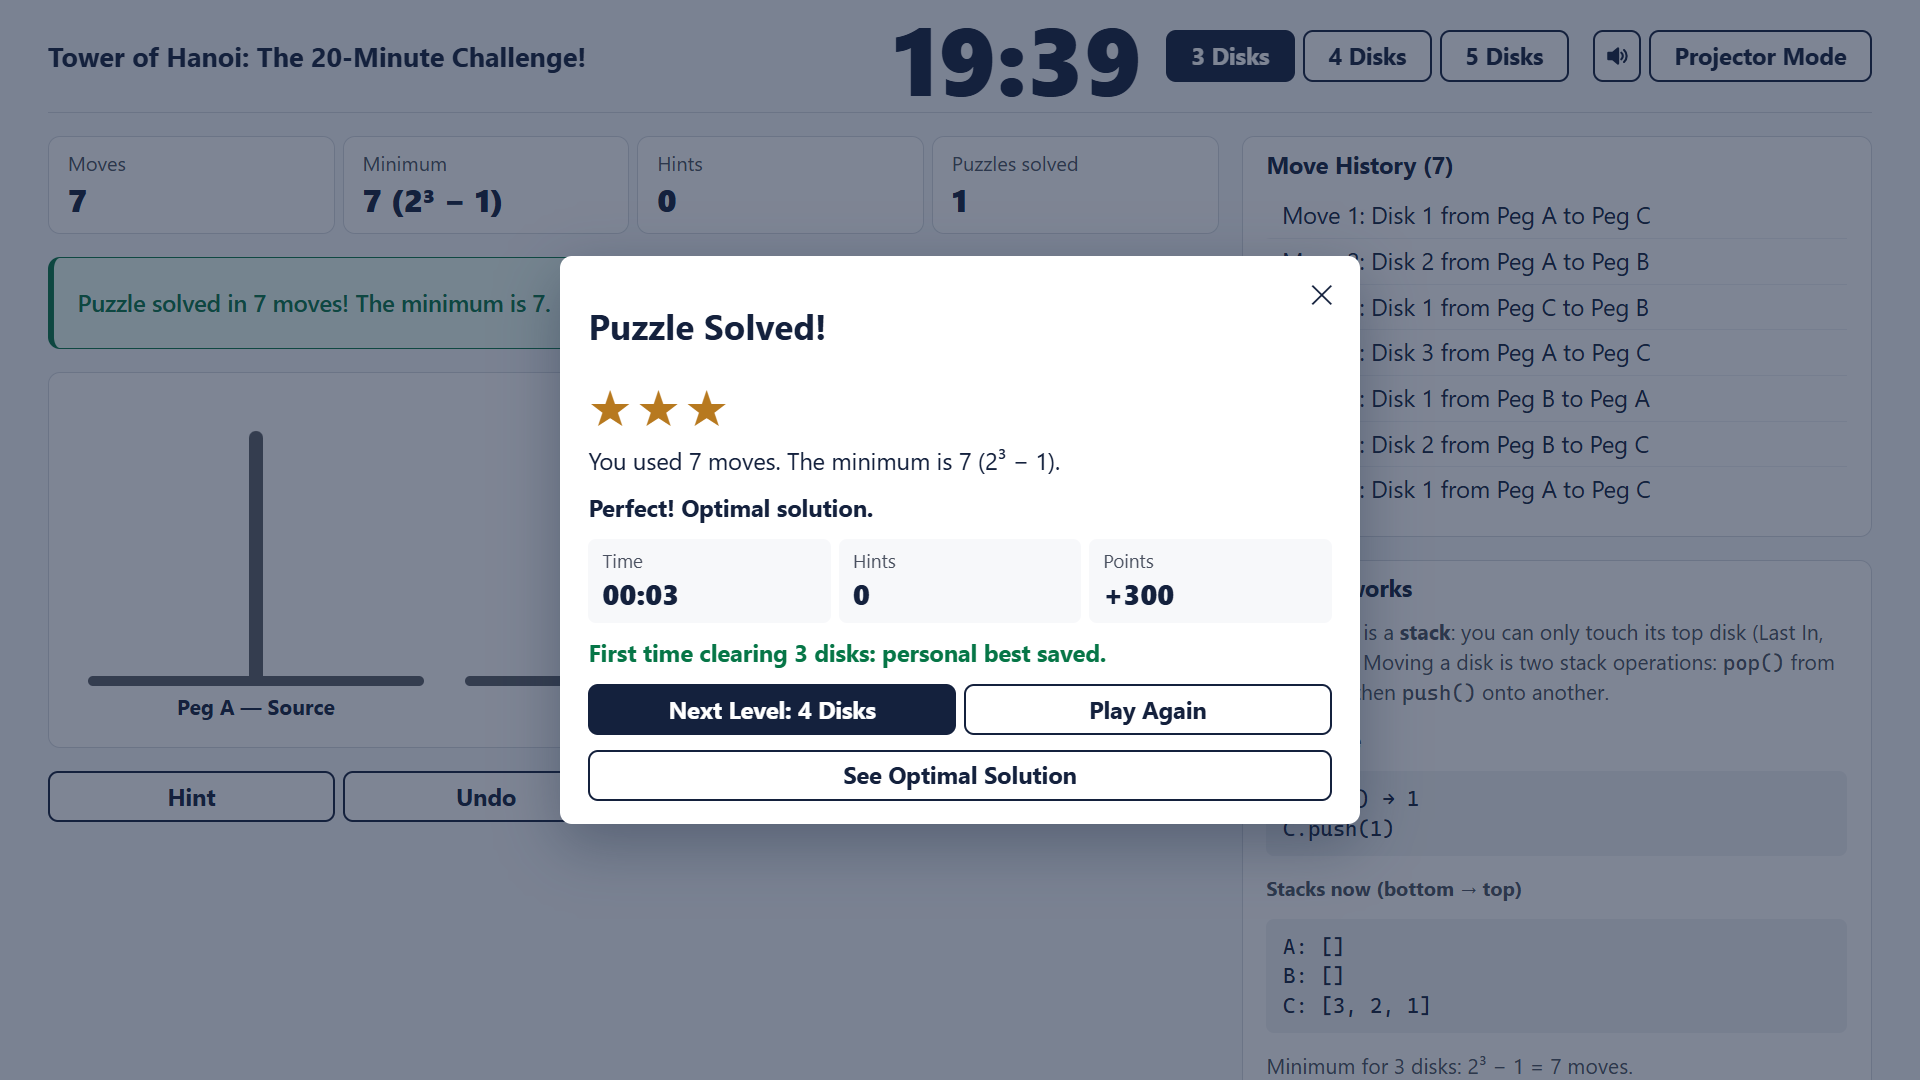 Tower of Hanoi: The 20-Minute Challenge!
19:39
3 Disks
4 Disks
5 Disks
Projector Mode
Moves
7
Minimum
7 (2³ − 1)
Hints
0
Puzzles solved
1
Puzzle solved in 7 moves! The minimum is 7.
Peg A — Source
Hint
Undo
Puzzle Solved!
★ ★ ★
You used 7 moves. The minimum is 7 (2³ − 1).
Perfect! Optimal solution.
Time
00:03
Hints
0
Points
+300
First time clearing 3 disks: personal best saved.
Next Level: 4 Disks
Play Again
See Optimal Solution
Move History (7)
Move 1: Disk 1 from Peg A to Peg C
: Disk 2 from Peg A to Peg B
: Disk 1 from Peg C to Peg B
: Disk 3 from Peg A to Peg C
: Disk 1 from Peg B to Peg A
: Disk 2 from Peg B to Peg C
: Disk 1 from Peg A to Peg C
works
is a stack: you can only touch its top disk (Last In,
Moving a disk is two stack operations: pop() from
then push() onto another.
) → 1
C.push(1)
Stacks now (bottom → top)
A: []
B: []
C: [3, 2, 1]
Minimum for 3 disks: 2³ − 1 = 7 moves.